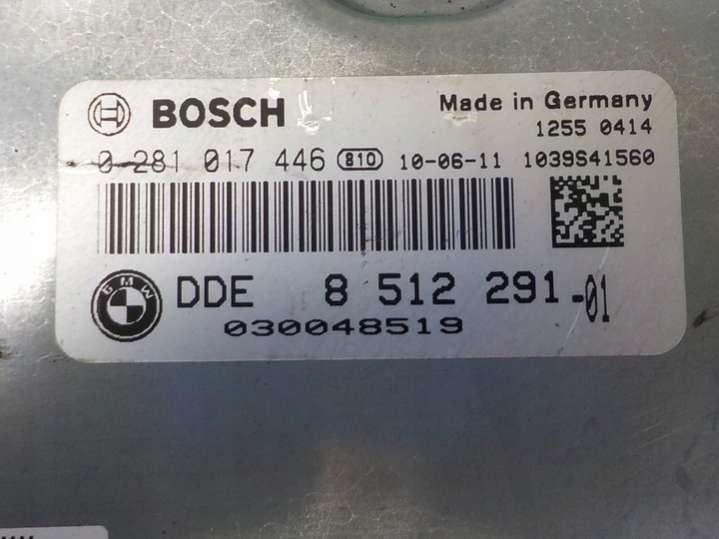 BOSCH
Made in Germany
1255 0414
0 281 017 446 810 10-06-11 1039S41560
BMW
DDE 8 512 291-01
030048519